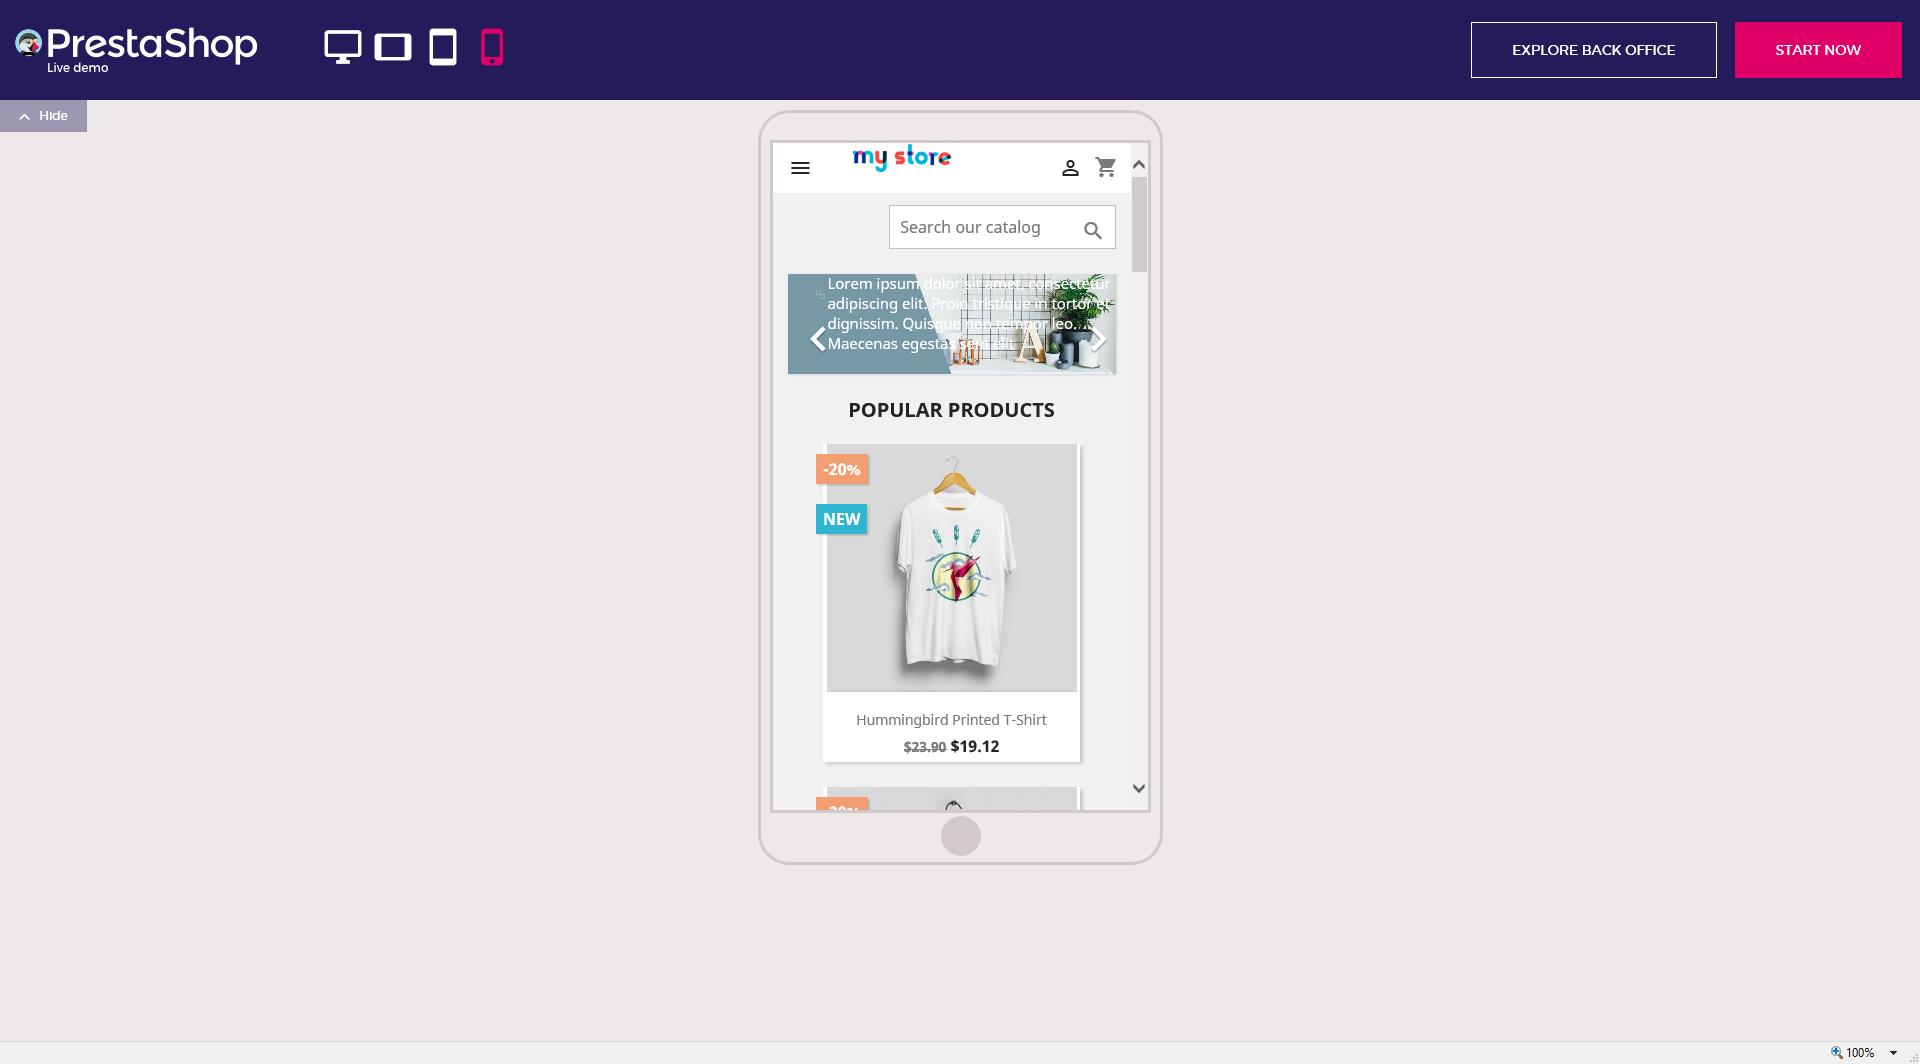 PrestaShop
Live demo
EXPLORE BACK OFFICE
START NOW
Hide
my store
Search our catalog
Lorem ipsum dolor sit amet, consectetur
adipiscing elit. Proin tristique in tortor et
dignissim. Quisque non tempor leo.
Maecenas egestas sem elit
POPULAR PRODUCTS
-20%
NEW
Hummingbird Printed T-Shirt
$23.90 $19.12
-20%
100%